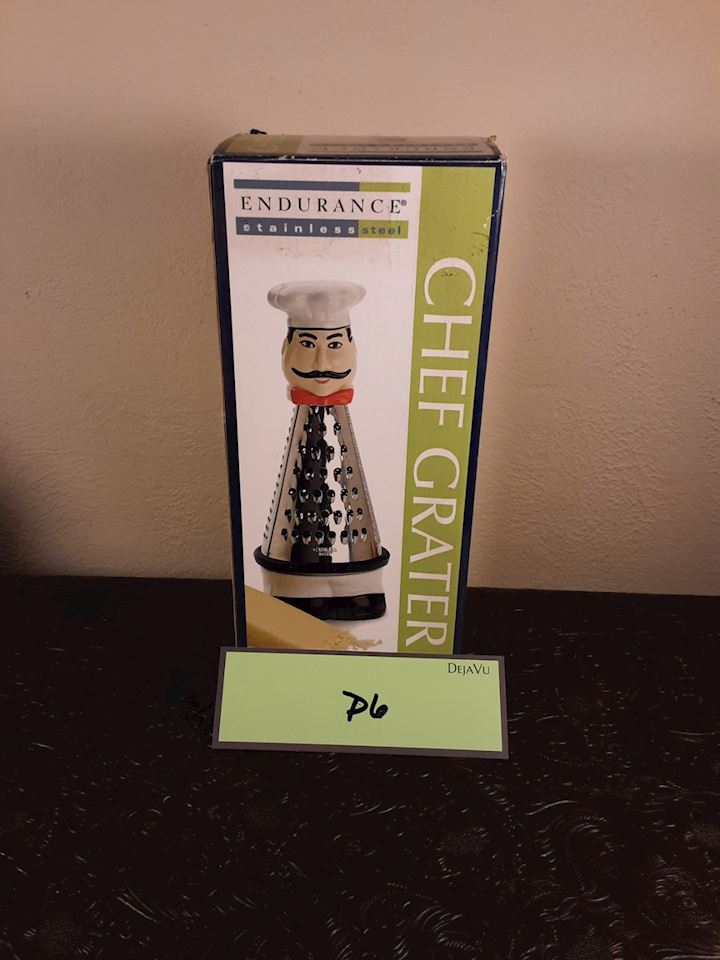 ENDURANCE®
stainless steel
CHEF GRATER
DEJAVU
D6